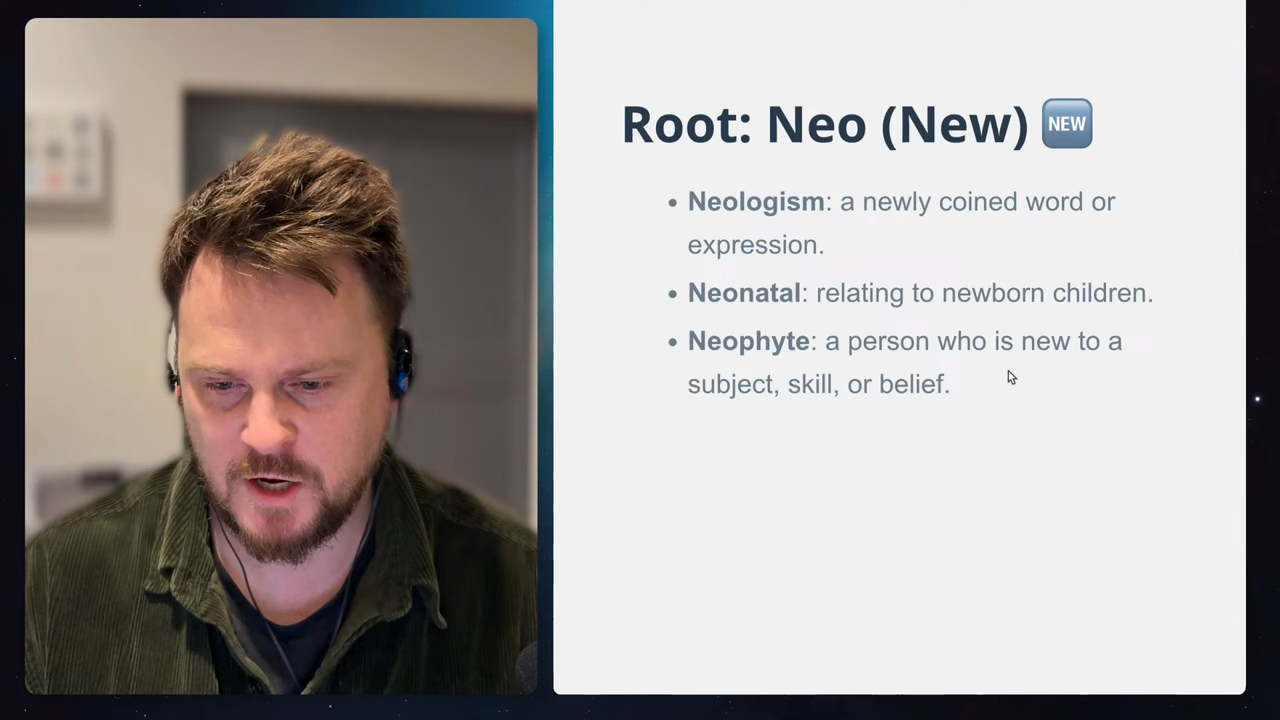 Root: Neo (New) 🆕
Neologism: a newly coined word or
expression.
Neonatal: relating to newborn children.
Neophyte: a person who is new to a
subject, skill, or belief.